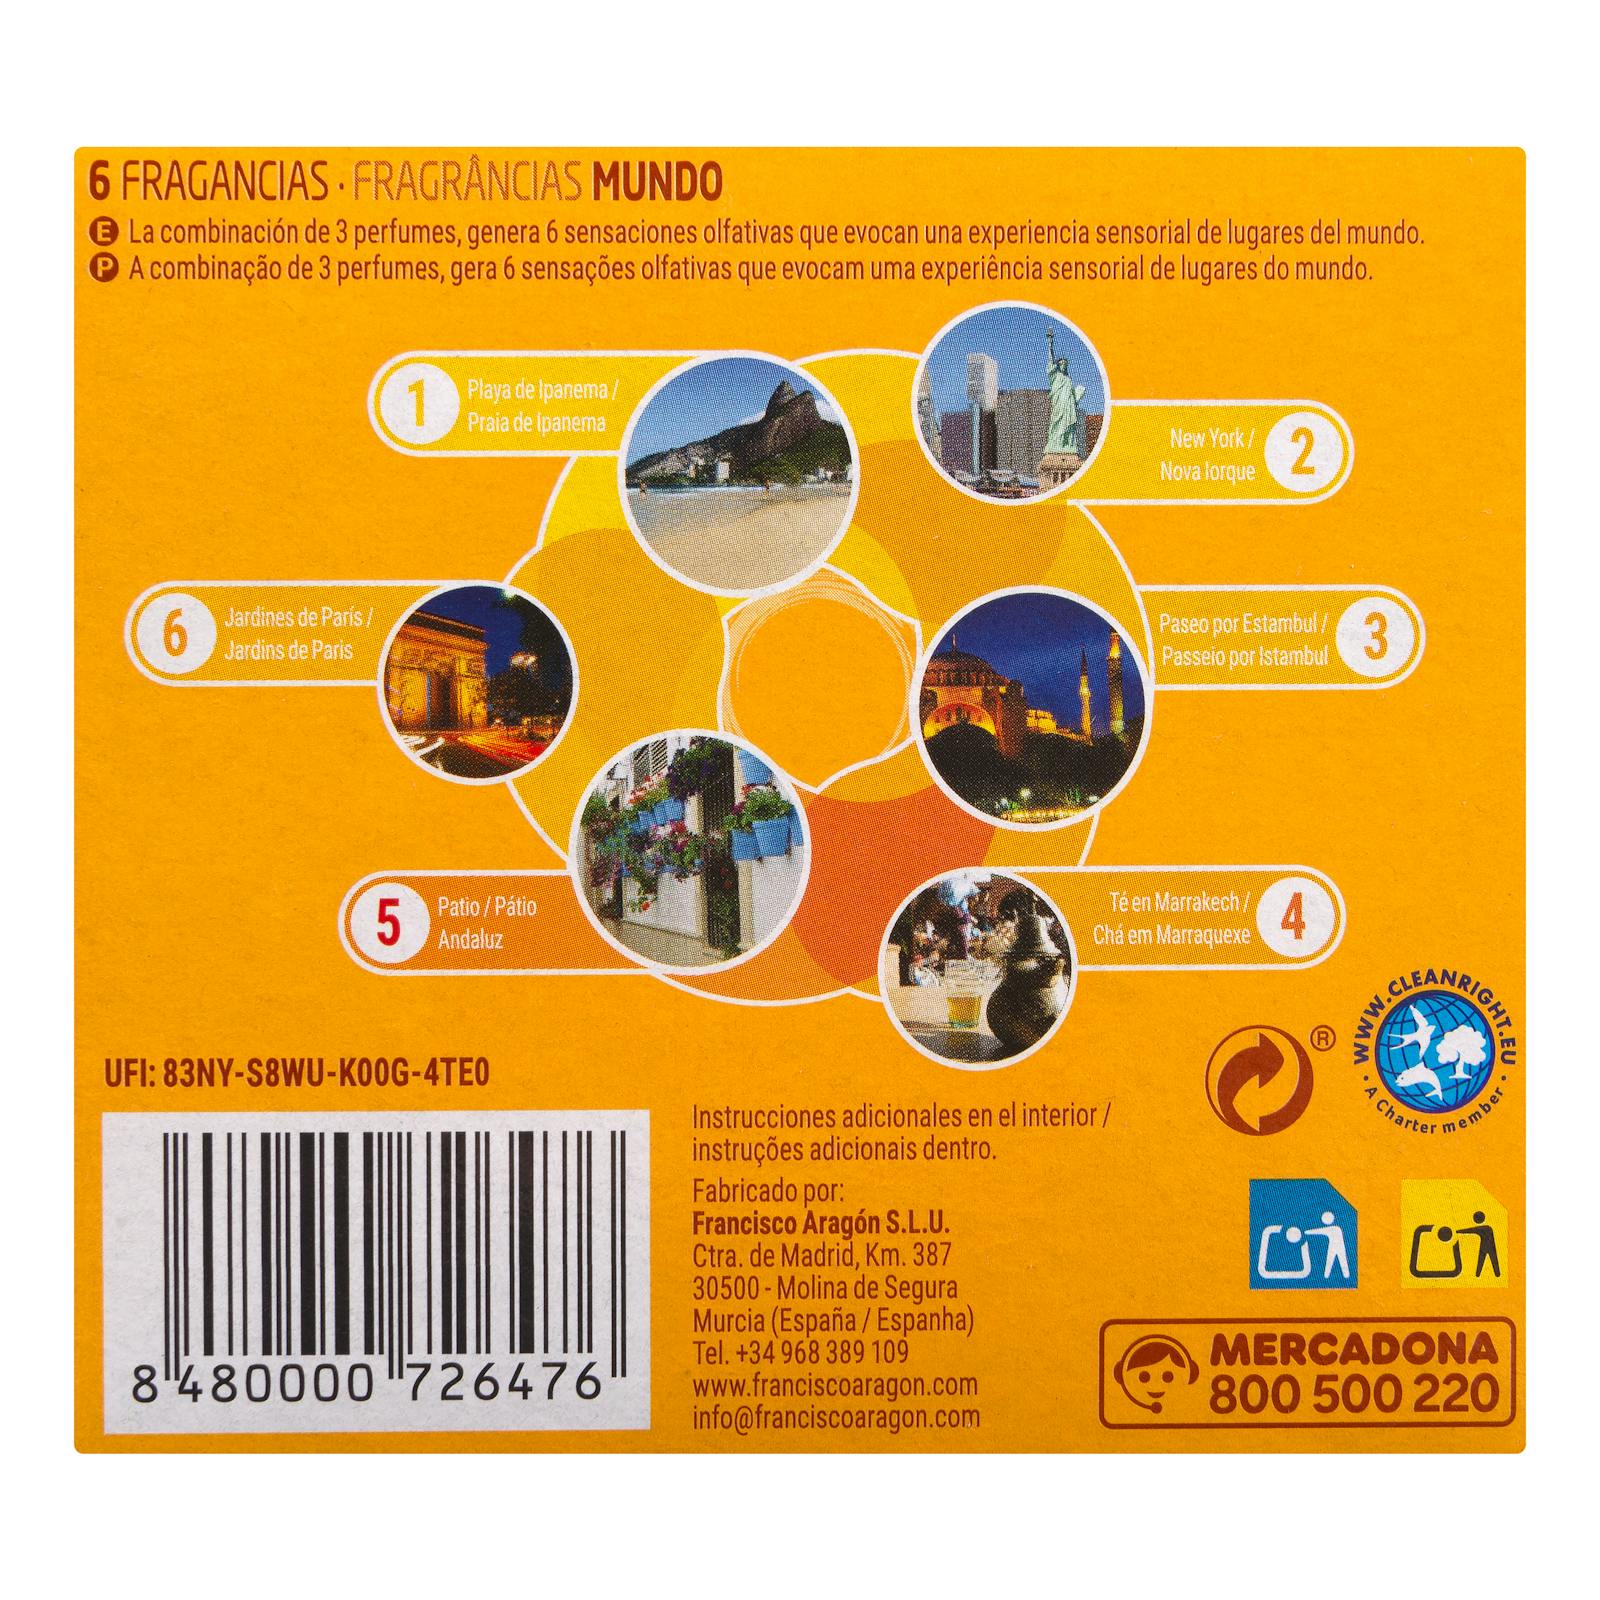 6 FRAGANCIAS · FRAGRÂNCIAS MUNDO
E La combinación de 3 perfumes, genera 6 sensaciones olfativas que evocan una experiencia sensorial de lugares del mundo.
P A combinação de 3 perfumes, gera 6 sensações olfativas que evocam uma experiência sensorial de lugares do mundo.
1 Playa de Ipanema /
Praia de Ipanema
New York / 2
Nova Iorque
6 Jardines de París /
Jardins de Paris
Paseo por Estambul / 3
Passeio por Istambul
5 Patio / Pátio
Andaluz
Té en Marrakech / 4
Chá em Marraquexe
WWW.CLEANRIGHT.EU
· A Charter member ·
®
UFI: 83NY-S8WU-K00G-4TE0
8 480000 726476
Instrucciones adicionales en el interior /
instruções adicionais dentro.
Fabricado por:
Francisco Aragón S.L.U.
Ctra. de Madrid, Km. 387
30500 - Molina de Segura
Murcia (España / Espanha)
Tel. +34 968 389 109
www.franciscoaragon.com
info@franciscoaragon.com
MERCADONA
800 500 220